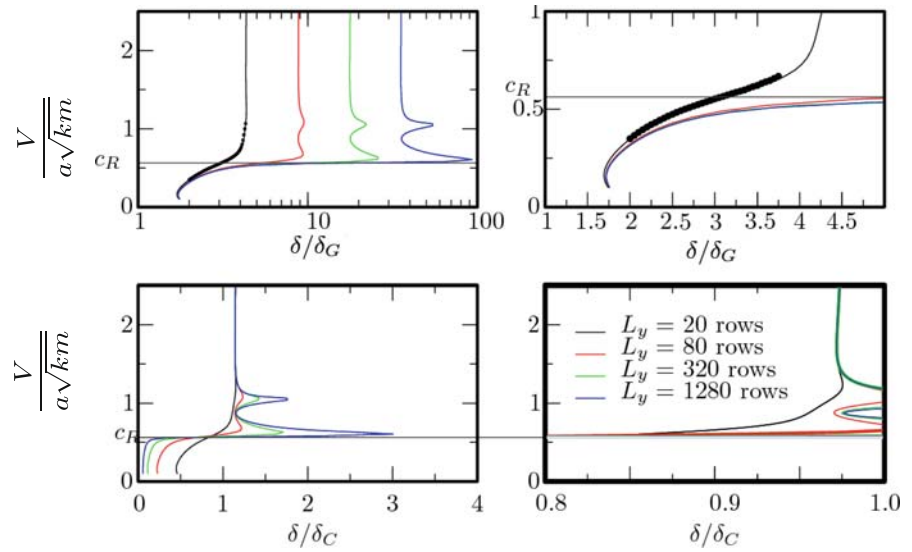 V
a√km
2
1
c_R
0
1
10
100
δ/δ_G
1
c_R
0.5
0
1
1.5
2
2.5
3
3.5
4
4.5
δ/δ_G
V
a√km
2
1
c_R
0
0
1
2
3
4
δ/δ_C
2
1
0
L_y = 20 rows
L_y = 80 rows
L_y = 320 rows
L_y = 1280 rows
0.8
0.9
1.0
δ/δ_C